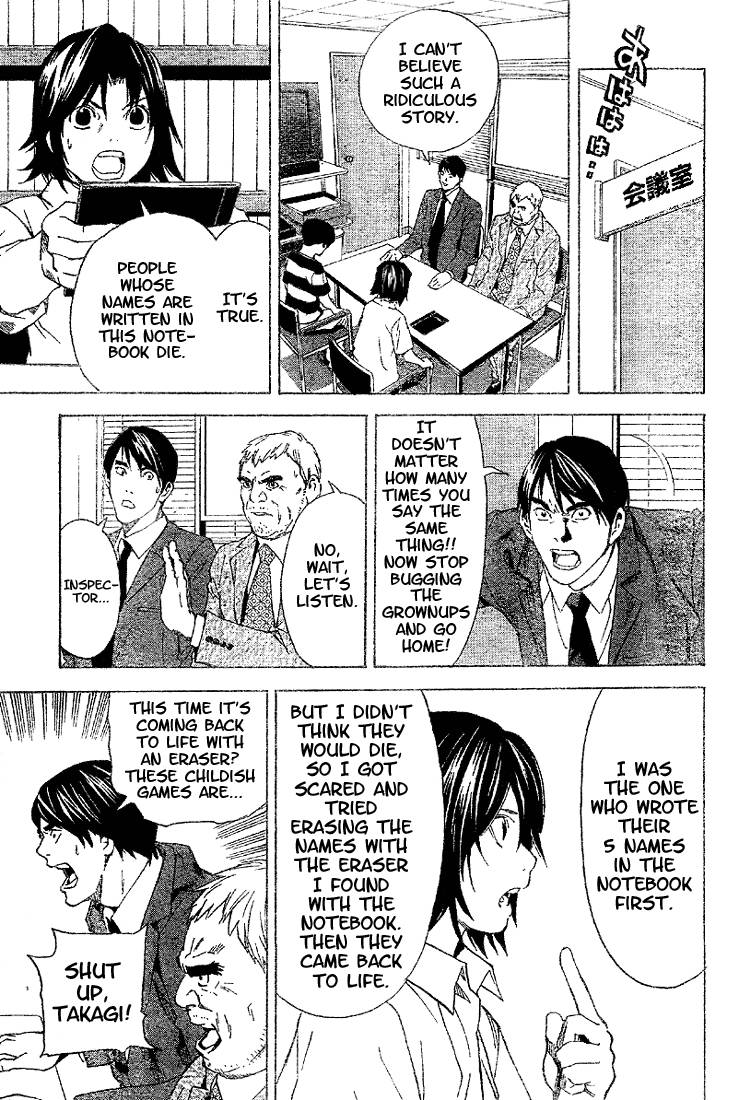 あはははは…
会議室
I CAN'T
BELIEVE
SUCH A
RIDICULOUS
STORY.
IT'S
TRUE.
PEOPLE
WHOSE
NAMES ARE
WRITTEN IN
THIS NOTE-
BOOK DIE.
IT
DOESN'T
MATTER
HOW MANY
TIMES YOU
SAY THE
SAME
THING!!
NOW STOP
BUGGING
THE
GROWNUPS
AND GO
HOME!
NO,
WAIT,
LET'S
LISTEN.
INSPEC-
TOR...
I WAS
THE ONE
WHO WROTE
THEIR
5 NAMES
IN THE
NOTEBOOK
FIRST.
BUT I DIDN'T
THINK THEY
WOULD DIE,
SO I GOT
SCARED AND
TRIED
ERASING THE
NAMES WITH
THE ERASER
I FOUND
WITH THE
NOTEBOOK.
THEN THEY
CAME BACK
TO LIFE.
THIS TIME IT'S
COMING BACK
TO LIFE WITH
AN ERASER?
THESE CHILDISH
GAMES ARE...
SHUT
UP,
TAKAGI!